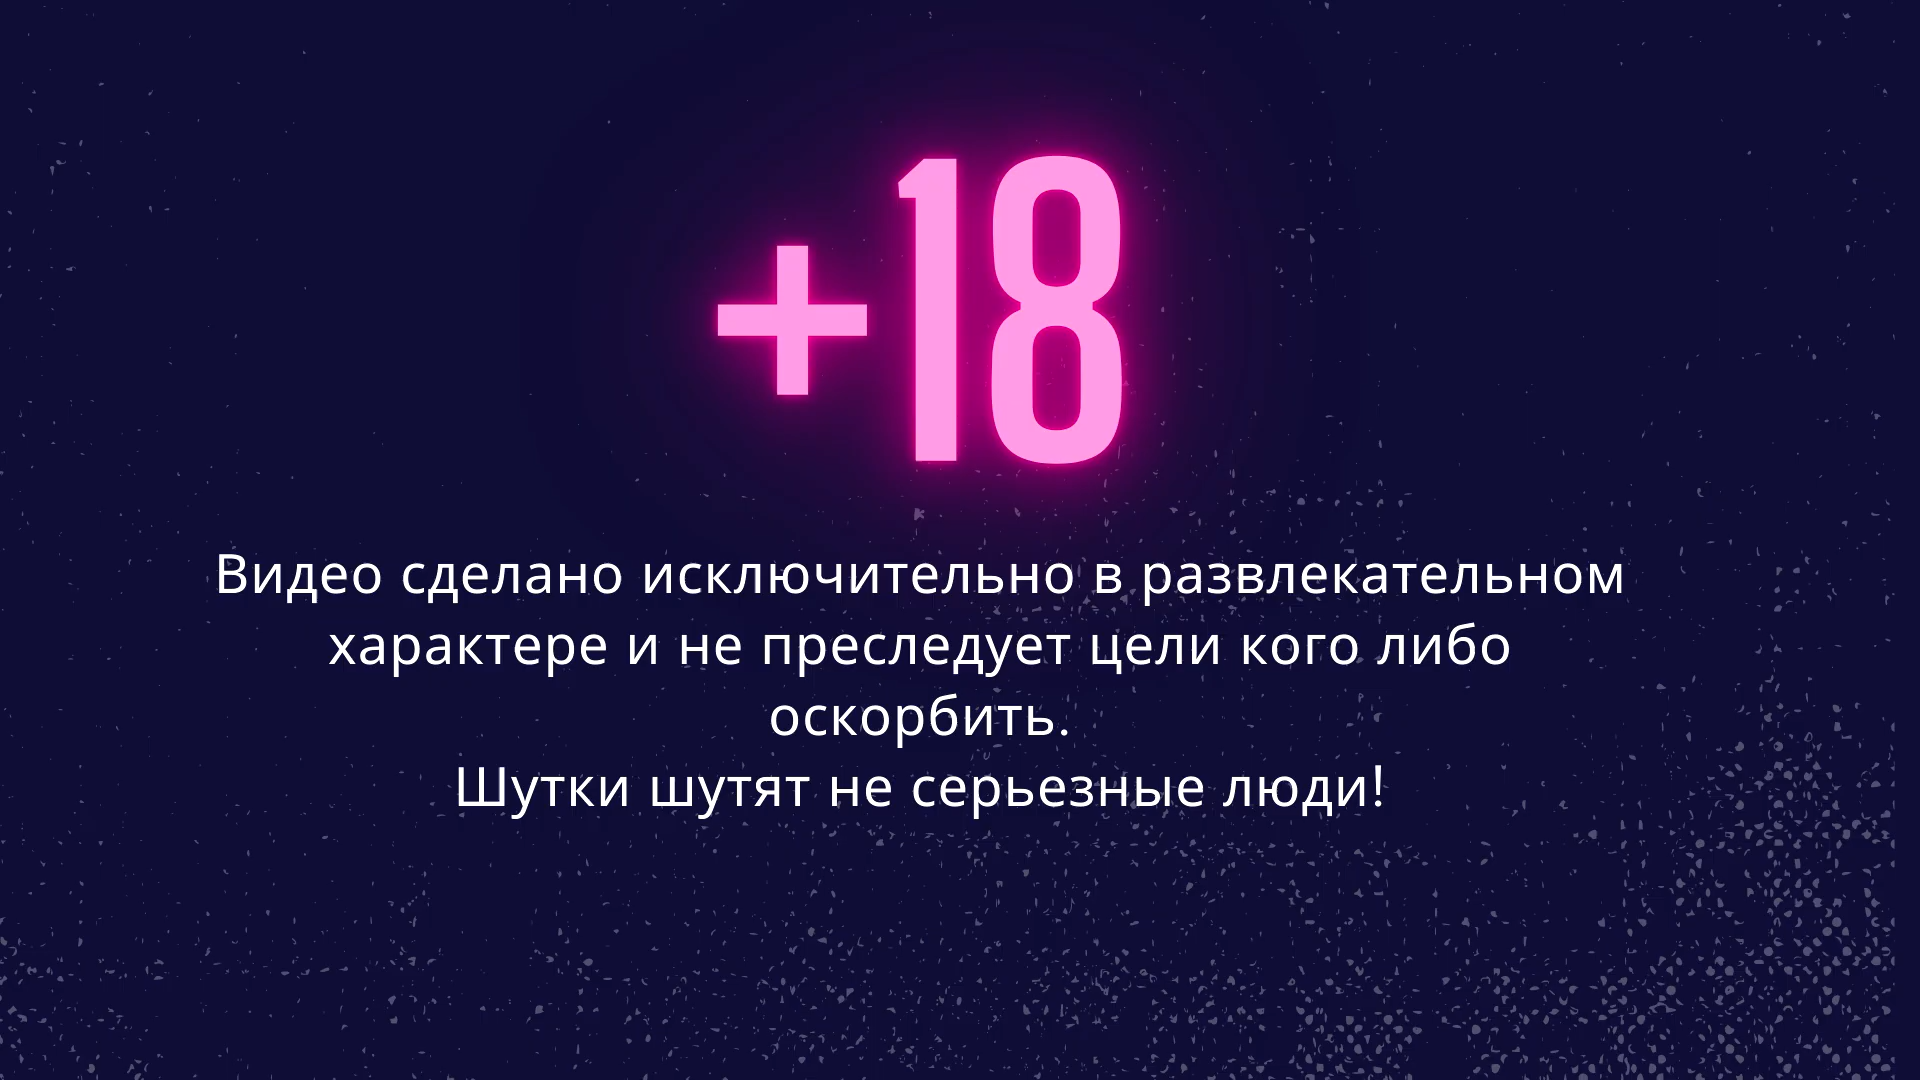 +18
Видео сделано исключительно в развлекательном
характере и не преследует цели кого либо
оскорбить.
Шутки шутят не серьезные люди!